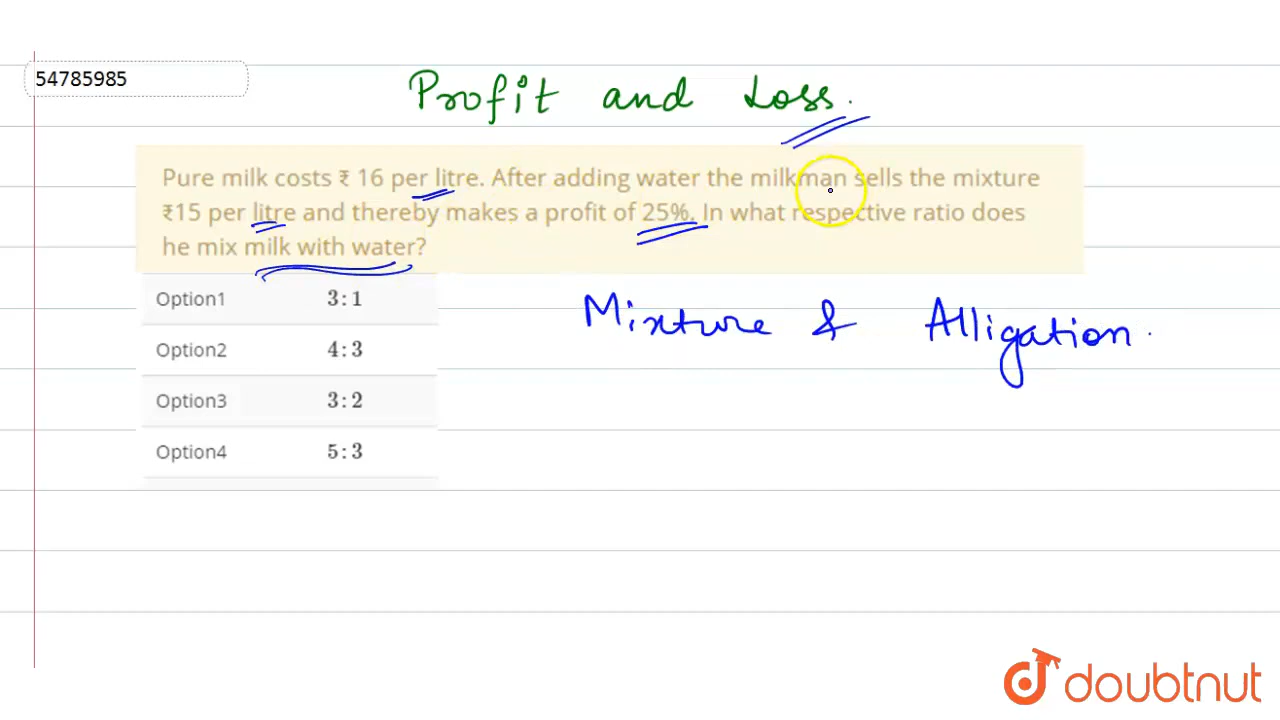 54785985
Profit and Loss.
Pure milk costs ₹ 16 per litre. After adding water the milkman sells the mixture
₹15 per litre and thereby makes a profit of 25%. In what respective ratio does
he mix milk with water?
Option1 3 : 1
Mixture & Alligation.
Option2 4 : 3
Option3 3 : 2
Option4 5 : 3
doubtnut